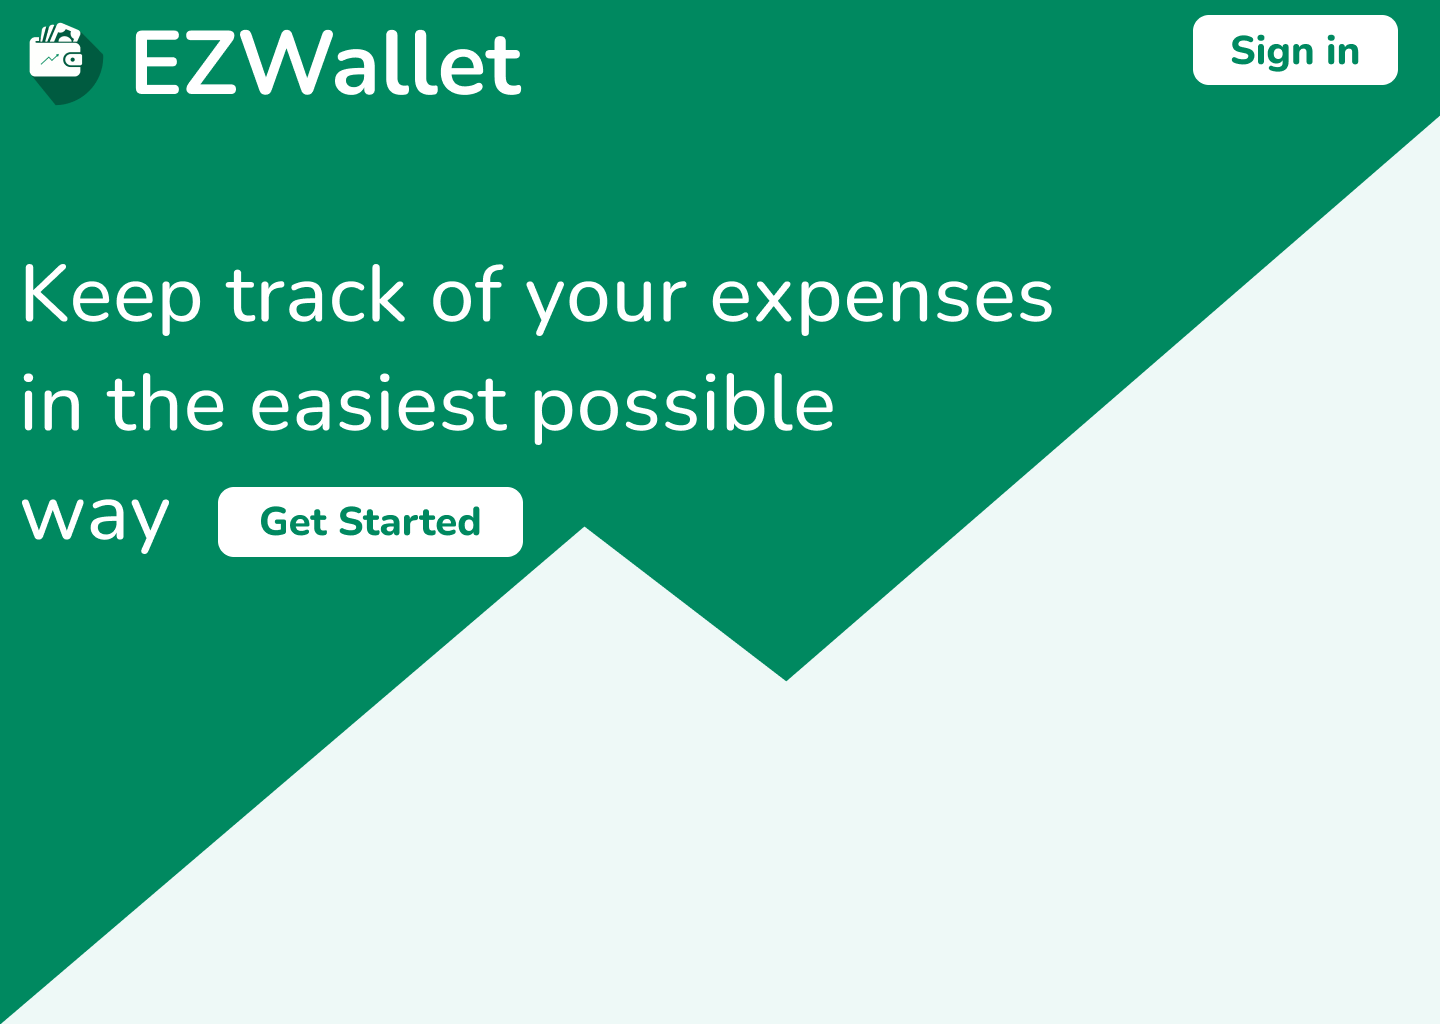 EZWallet
Sign in
Keep track of your expenses
in the easiest possible
way
Get Started